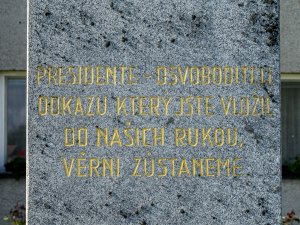 PRESIDENTE - OSVOBODITELI
ODKAZU, KTERÝ JSTE VLOŽIL
DO NAŠICH RUKOU,
VĚRNI ZŮSTANEME